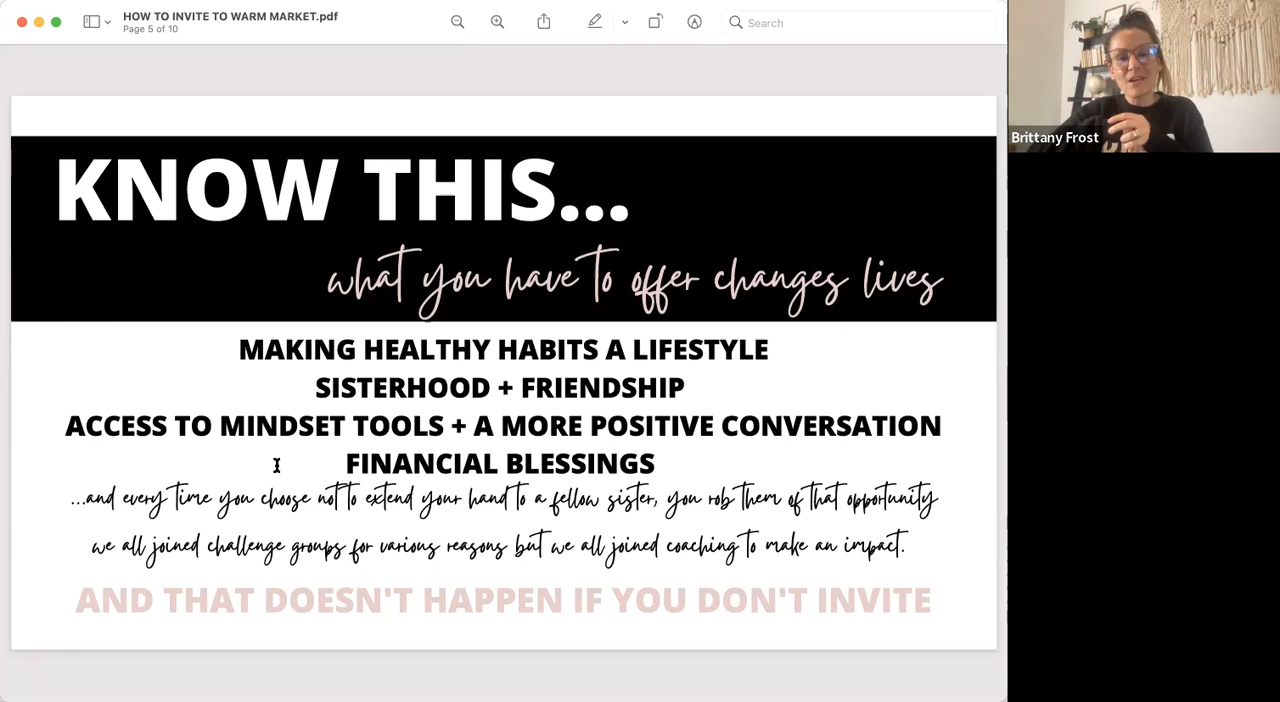 HOW TO INVITE TO WARM MARKET.pdf
Page 5 of 10
Search
Brittany Frost
KNOW THIS...
what you have to offer changes lives
MAKING HEALTHY HABITS A LIFESTYLE
SISTERHOOD + FRIENDSHIP
ACCESS TO MINDSET TOOLS + A MORE POSITIVE CONVERSATION
FINANCIAL BLESSINGS
...and every time you choose not to extend your hand to a fellow sister, you rob them of that opportunity
we all joined challenge groups for various reasons but we all joined coaching to make an impact.
AND THAT DOESN'T HAPPEN IF YOU DON'T INVITE